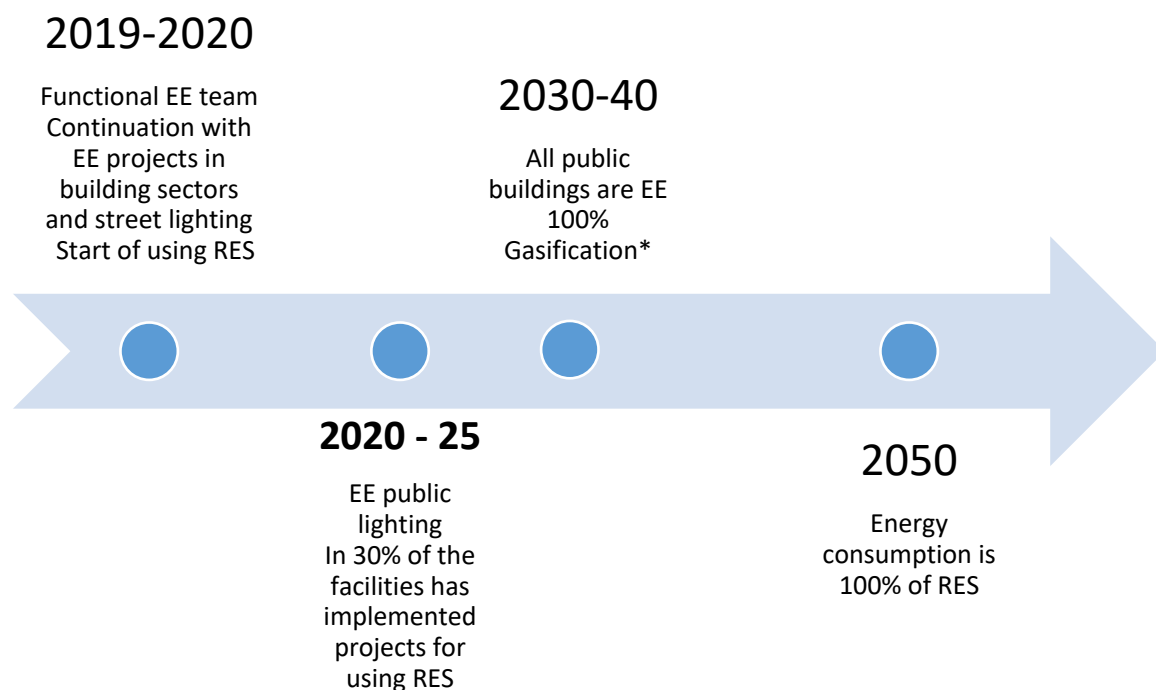 2019-2020
Functional EE team
Continuation with
EE projects in
building sectors
and street lighting
Start of using RES
2020 - 25
EE public
lighting
In 30% of the
facilities has
implemented
projects for
using RES
2030-40
All public
buildings are EE
100%
Gasification*
2050
Energy
consumption is
100% of RES